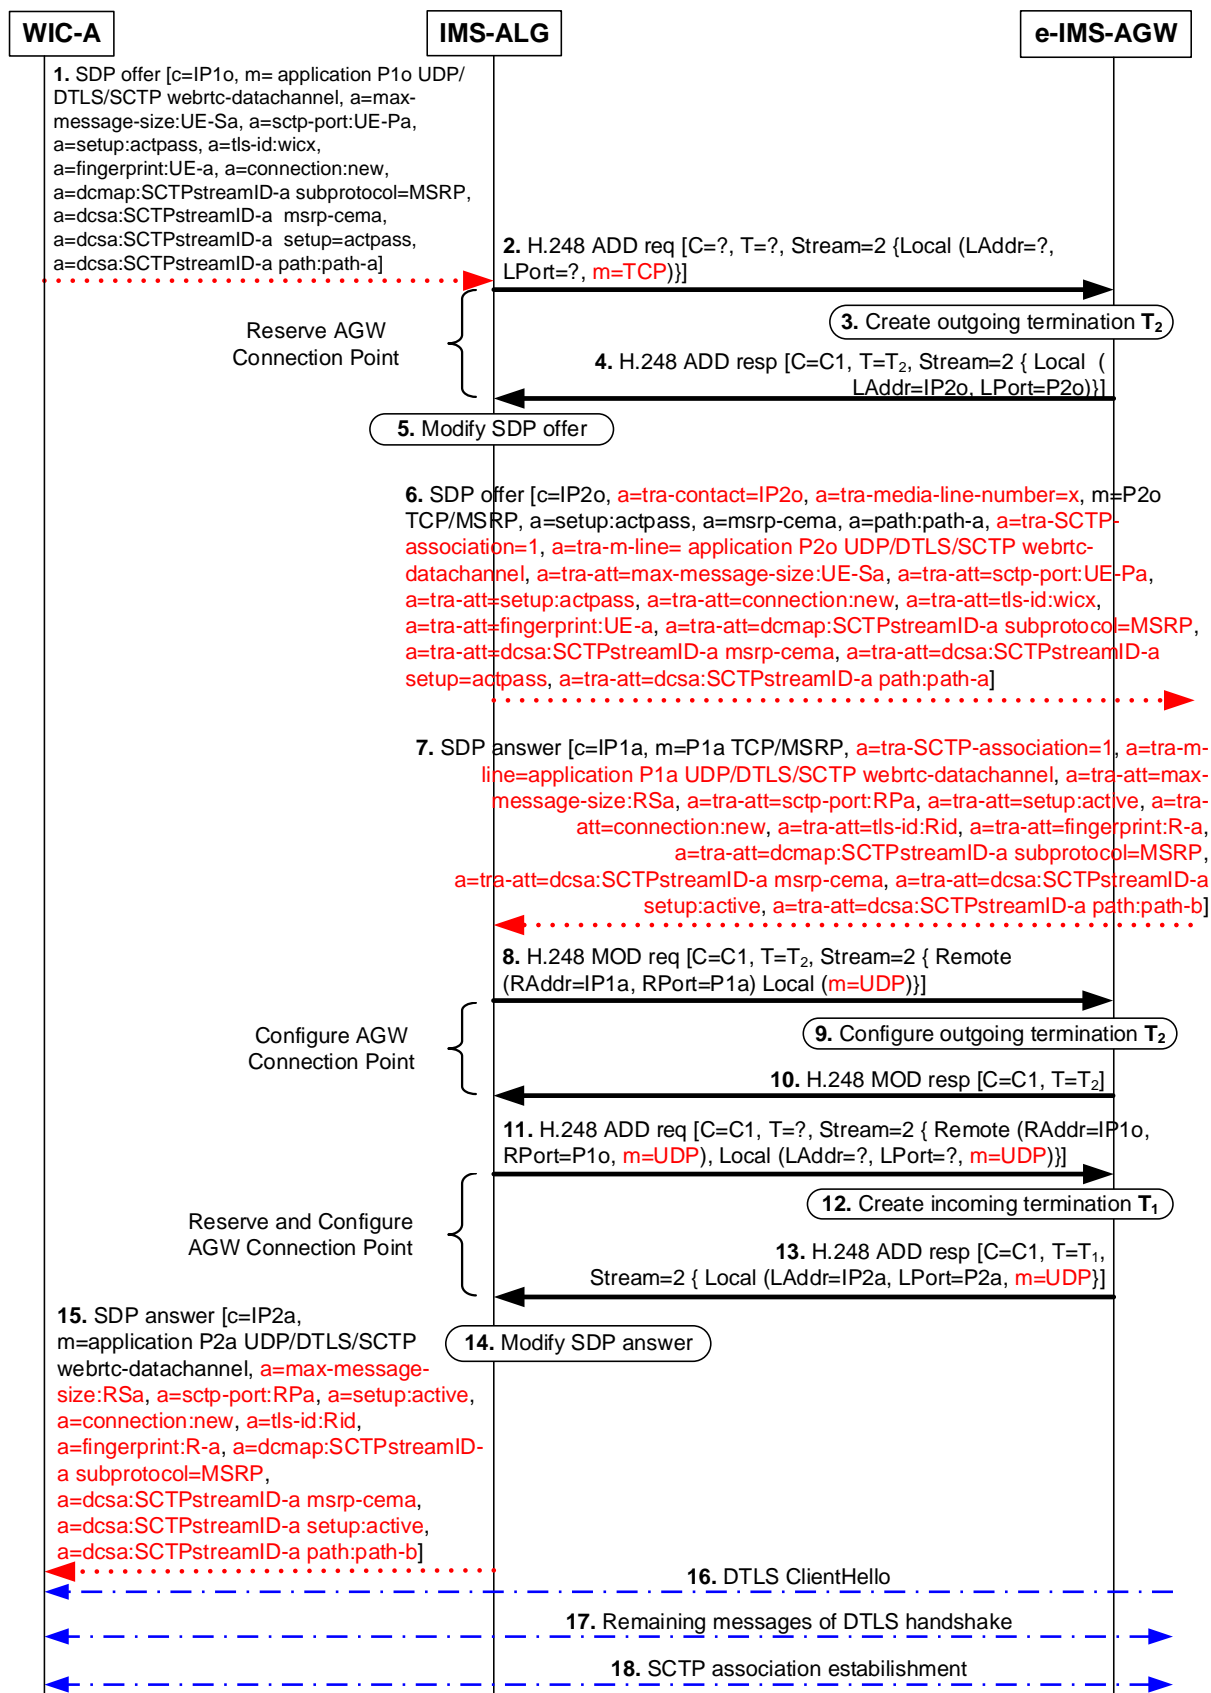 WIC-A
IMS-ALG
e-IMS-AGW
1. SDP offer [c=IP1o, m= application P1o UDP/
DTLS/SCTP webrtc-datachannel, a=max-
message-size:UE-Sa, a=sctp-port:UE-Pa,
a=setup:actpass, a=tls-id:wicx,
a=fingerprint:UE-a, a=connection:new,
a=dcmap:SCTPstreamID-a subprotocol=MSRP,
a=dcsa:SCTPstreamID-a  msrp-cema,
a=dcsa:SCTPstreamID-a  setup=actpass,
a=dcsa:SCTPstreamID-a path:path-a]
2. H.248 ADD req [C=?, T=?, Stream=2 {Local (LAddr=?,
LPort=?, m=TCP)}]
Reserve AGW
Connection Point
3. Create outgoing termination T2
4. H.248 ADD resp [C=C1, T=T2, Stream=2 { Local  (
LAddr=IP2o, LPort=P2o)}]
5. Modify SDP offer
6. SDP offer [c=IP2o, a=tra-contact=IP2o, a=tra-media-line-number=x, m=P2o
TCP/MSRP, a=setup:actpass, a=msrp-cema, a=path:path-a, a=tra-SCTP-
association=1, a=tra-m-line= application P2o UDP/DTLS/SCTP webrtc-
datachannel, a=tra-att=max-message-size:UE-Sa, a=tra-att=sctp-port:UE-Pa,
a=tra-att=setup:actpass, a=tra-att=connection:new, a=tra-att=tls-id:wicx,
a=tra-att=fingerprint:UE-a, a=tra-att=dcmap:SCTPstreamID-a subprotocol=MSRP,
a=tra-att=dcsa:SCTPstreamID-a msrp-cema, a=tra-att=dcsa:SCTPstreamID-a
setup=actpass, a=tra-att=dcsa:SCTPstreamID-a path:path-a]
7. SDP answer [c=IP1a, m=P1a TCP/MSRP, a=tra-SCTP-association=1, a=tra-m-
line=application P1a UDP/DTLS/SCTP webrtc-datachannel, a=tra-att=max-
message-size:RSa, a=tra-att=sctp-port:RPa, a=tra-att=setup:active, a=tra-
att=connection:new, a=tra-att=tls-id:Rid, a=tra-att=fingerprint:R-a,
a=tra-att=dcmap:SCTPstreamID-a subprotocol=MSRP,
a=tra-att=dcsa:SCTPstreamID-a msrp-cema, a=tra-att=dcsa:SCTPstreamID-a
setup:active, a=tra-att=dcsa:SCTPstreamID-a path:path-b]
8. H.248 MOD req [C=C1, T=T2, Stream=2 { Remote
(RAddr=IP1a, RPort=P1a) Local (m=UDP)}]
Configure AGW
Connection Point
9. Configure outgoing termination T2
10. H.248 MOD resp [C=C1, T=T2]
11. H.248 ADD req [C=C1, T=?, Stream=2 { Remote (RAddr=IP1o,
RPort=P1o, m=UDP), Local (LAddr=?, LPort=?, m=UDP)}]
Reserve and Configure
AGW Connection Point
12. Create incoming termination T1
13. H.248 ADD resp [C=C1, T=T1,
Stream=2 { Local (LAddr=IP2a, LPort=P2a, m=UDP}]
14. Modify SDP answer
15. SDP answer [c=IP2a,
m=application P2a UDP/DTLS/SCTP
webrtc-datachannel, a=max-message-
size:RSa, a=sctp-port:RPa, a=setup:active,
a=connection:new, a=tls-id:Rid,
a=fingerprint:R-a, a=dcmap:SCTPstreamID-
a subprotocol=MSRP,
a=dcsa:SCTPstreamID-a msrp-cema,
a=dcsa:SCTPstreamID-a setup:active,
a=dcsa:SCTPstreamID-a path:path-b]
16. DTLS ClientHello
17. Remaining messages of DTLS handshake
18. SCTP association estabilishment